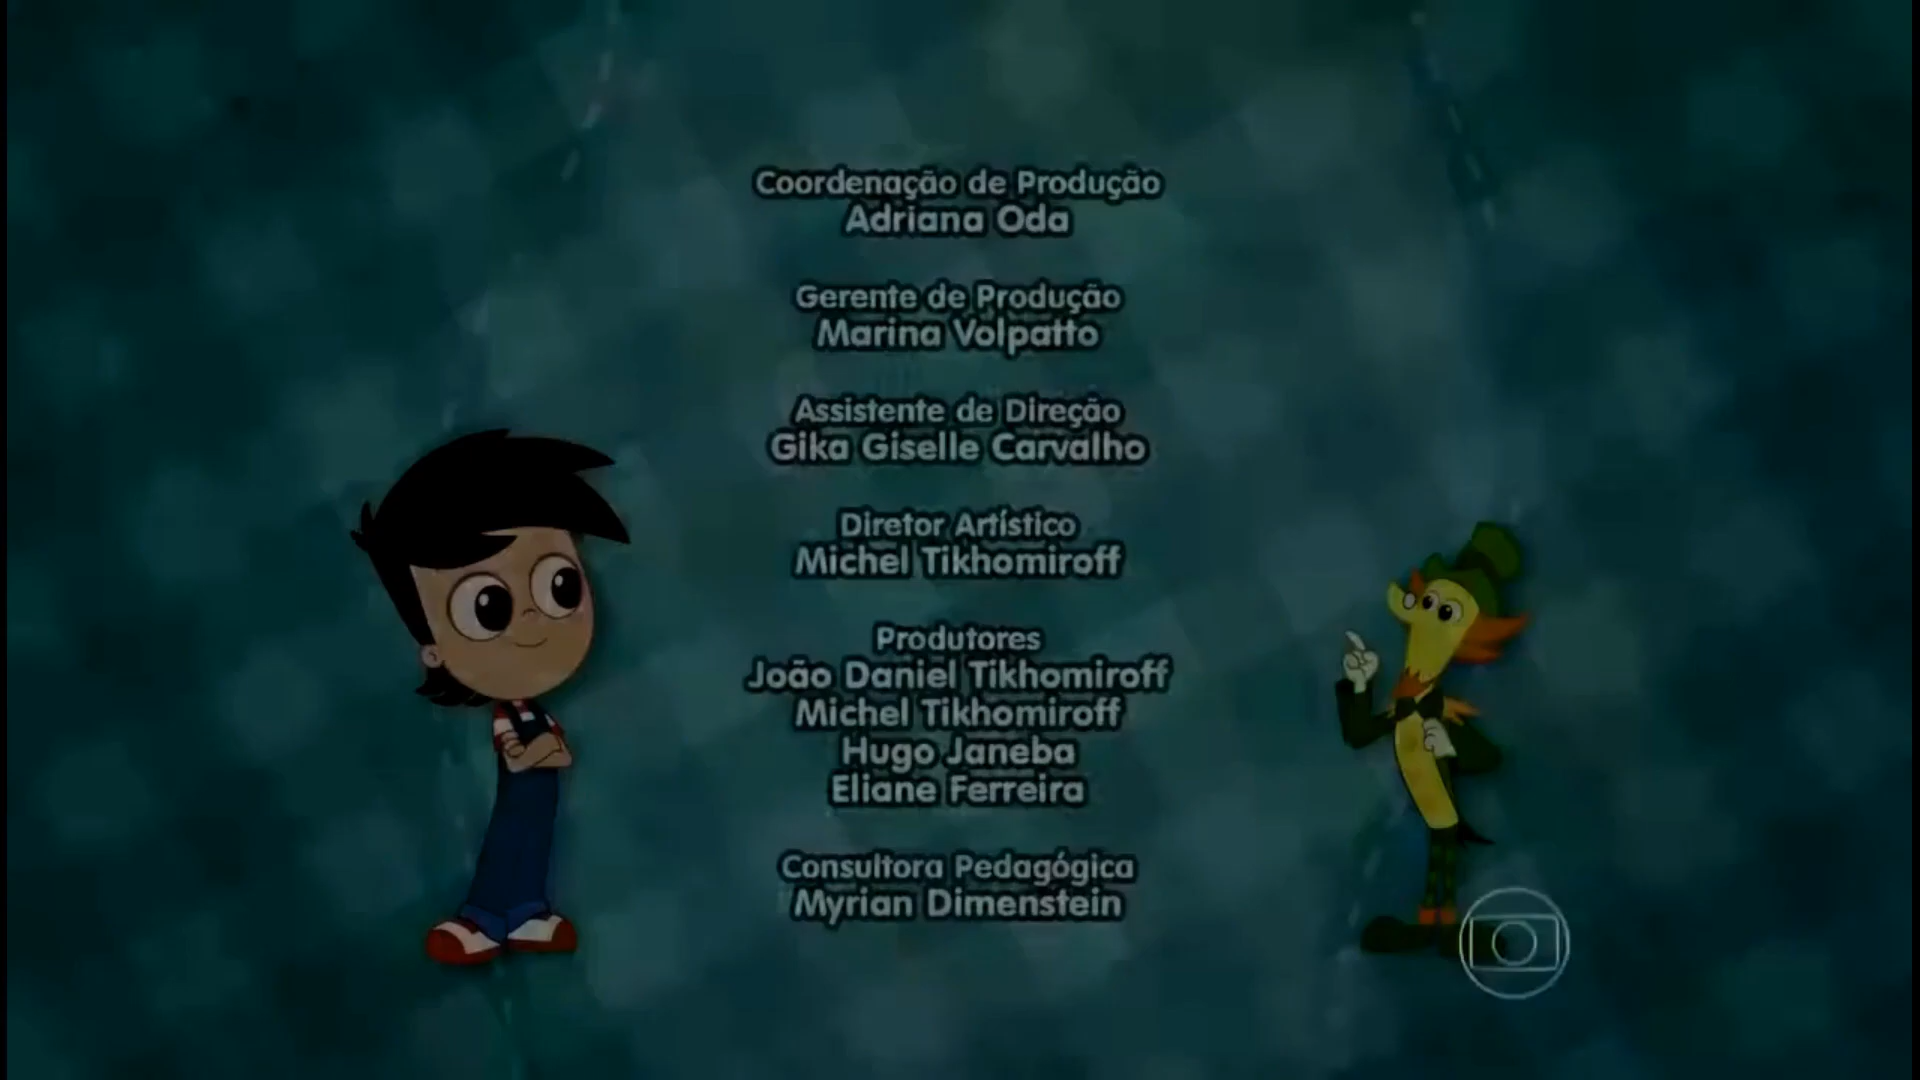 Coordenação de Produção
Adriana Oda
Gerente de Produção
Marina Volpatto
Assistente de Direção
Gika Giselle Carvalho
Diretor Artístico
Michel Tikhomiroff
Produtores
João Daniel Tikhomiroff
Michel Tikhomiroff
Hugo Janeba
Eliane Ferreira
Consultora Pedagógica
Myrian Dimenstein